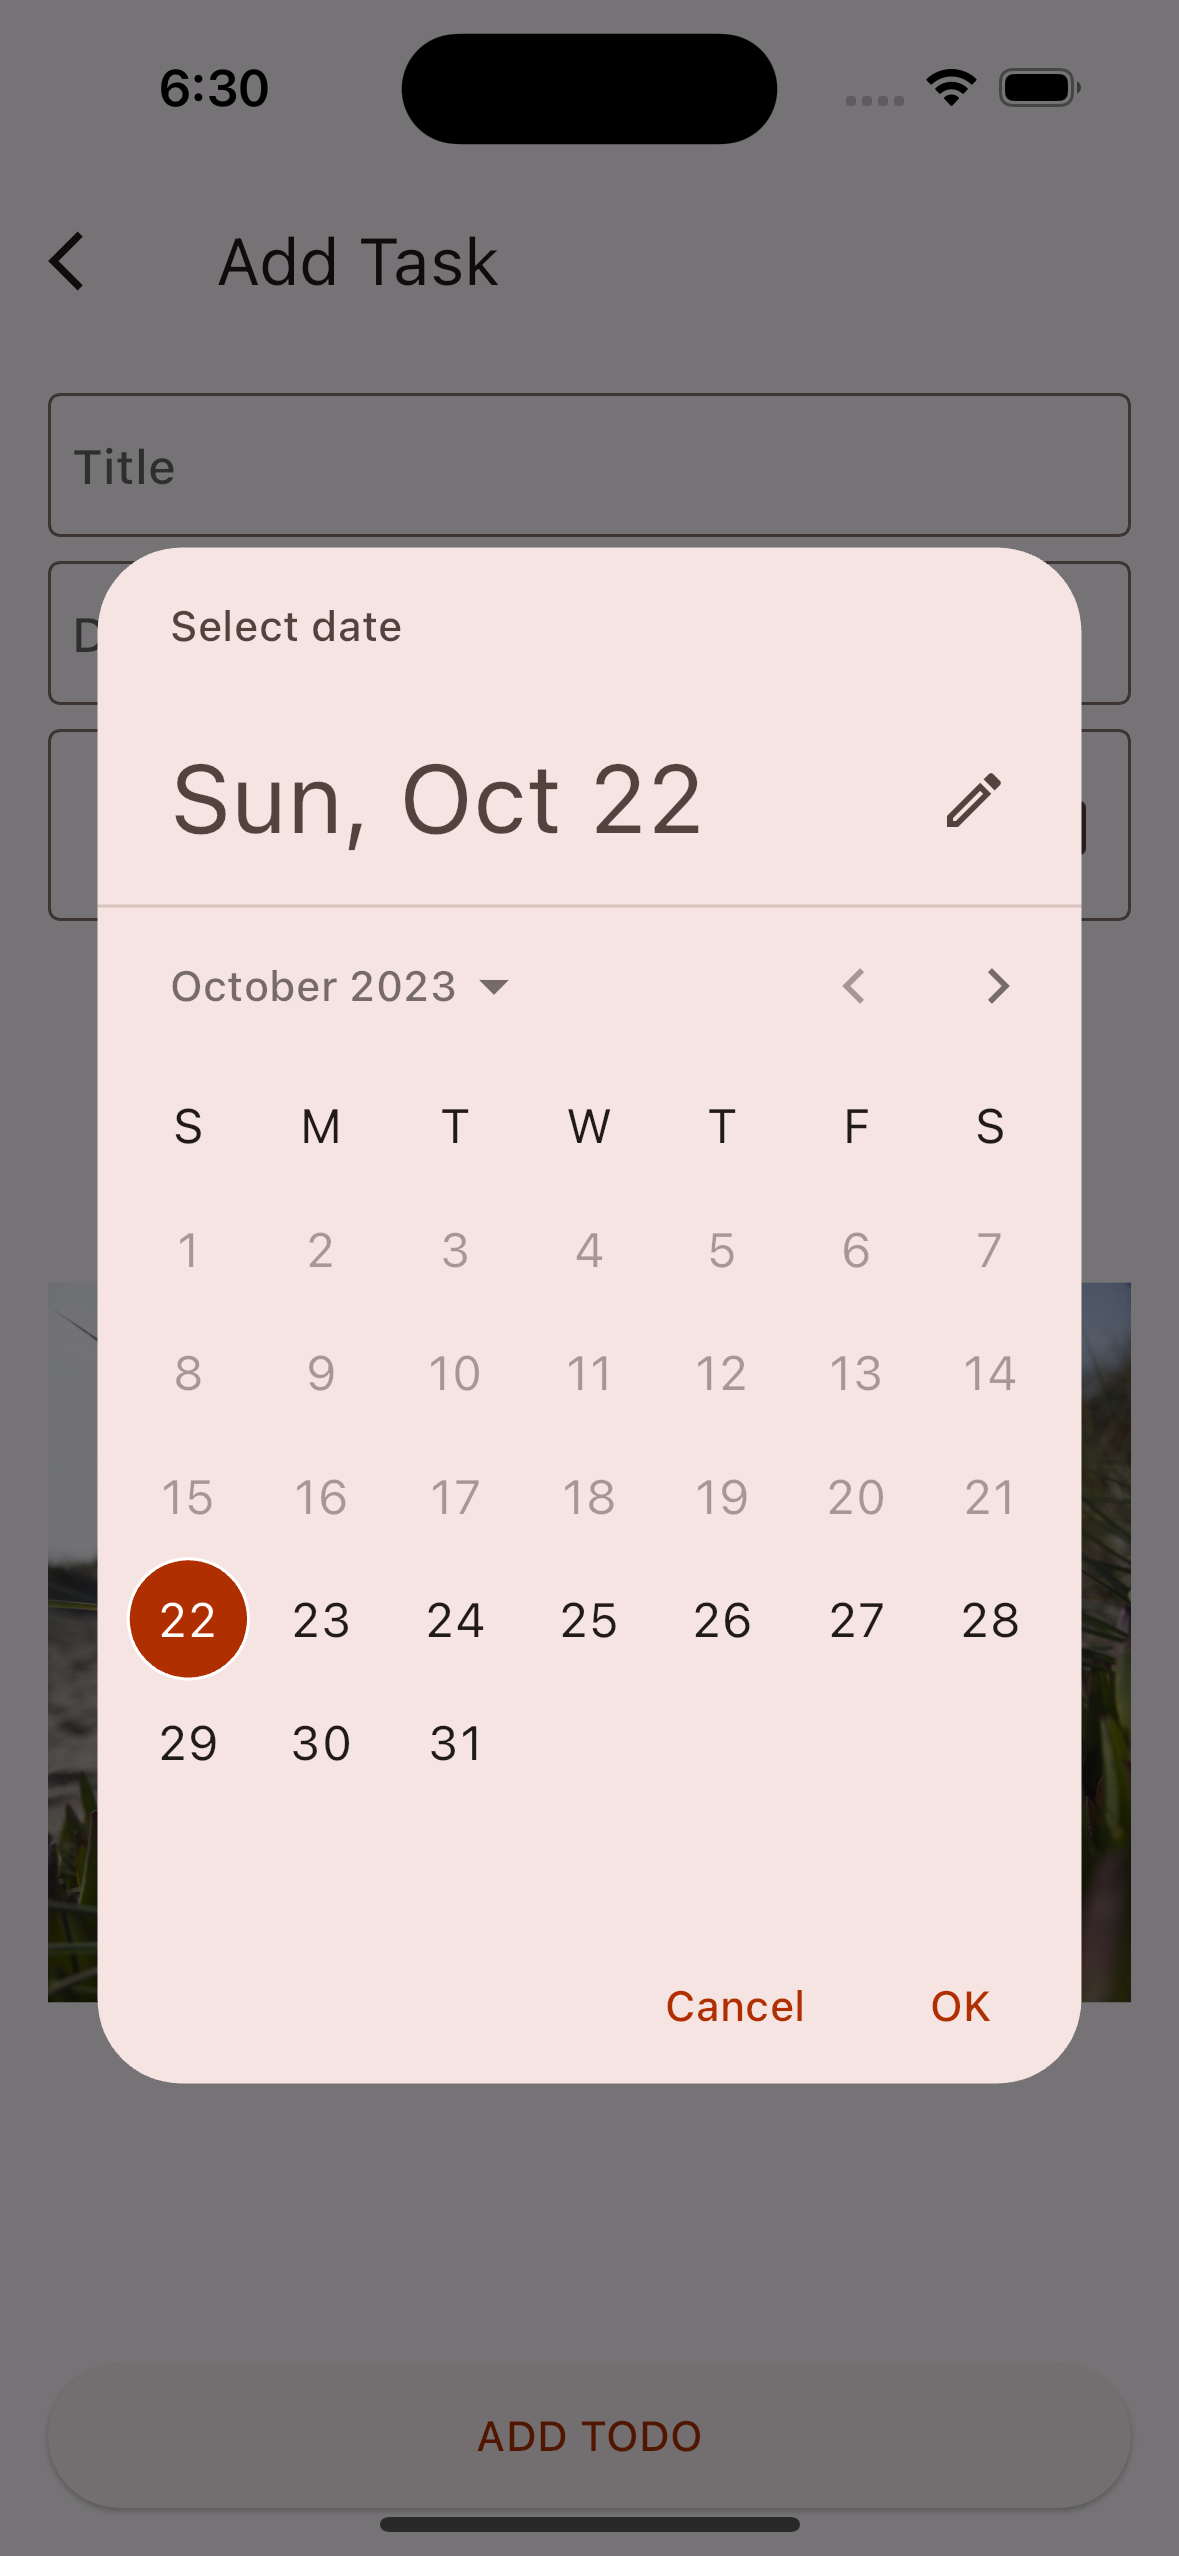 6:30
Add Task
Title
D
Select date
Sun, Oct 22
October 2023
S M T W T F S
1 2 3 4 5 6 7
8 9 10 11 12 13 14
15 16 17 18 19 20 21
22 23 24 25 26 27 28
29 30 31
Cancel OK
ADD TODO